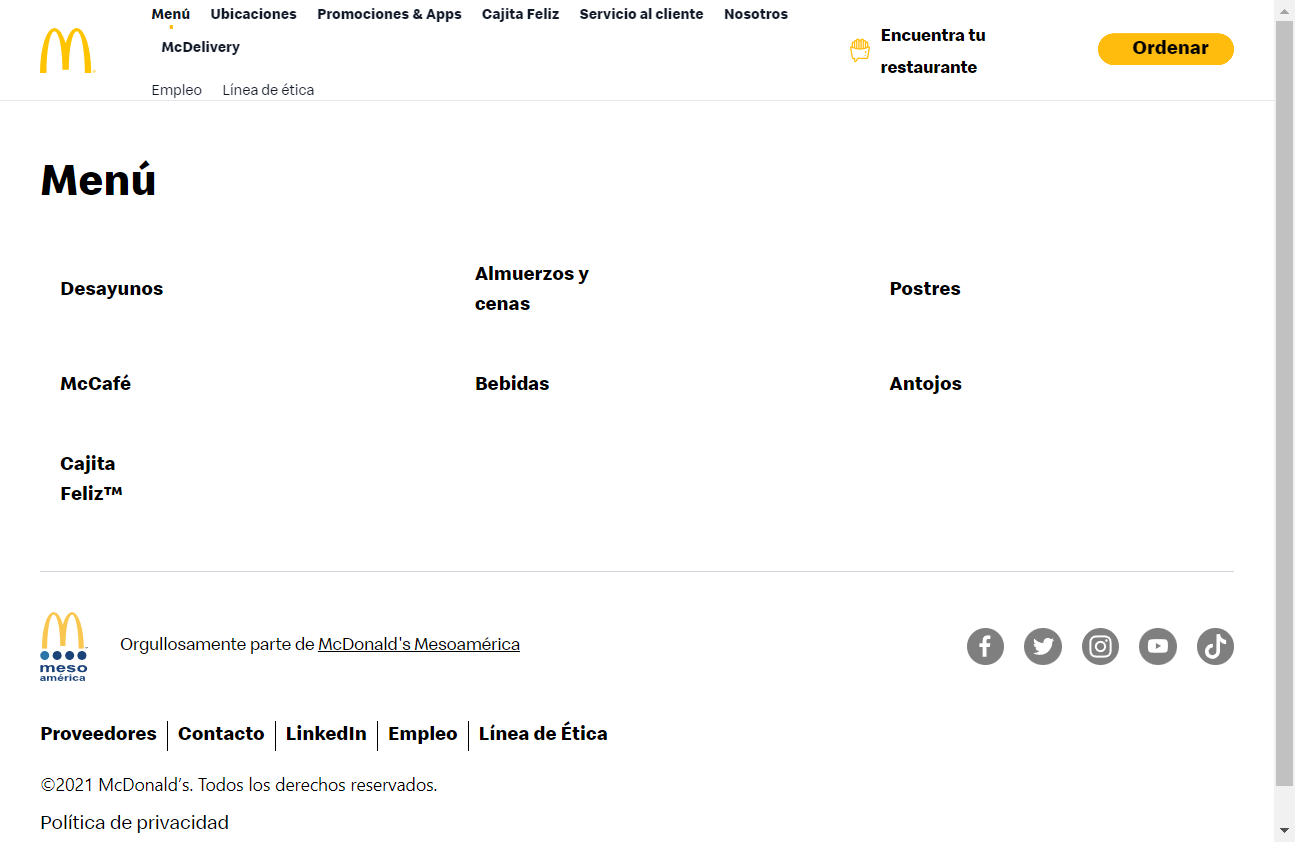 Menú Ubicaciones Promociones & Apps Cajita Feliz Servicio al cliente Nosotros
McDelivery
Empleo Línea de ética
Encuentra tu
restaurante
Ordenar
Menú
Desayunos
Almuerzos y
cenas
Postres
McCafé
Bebidas
Antojos
Cajita
Feliz™
meso
américa
Orgullosamente parte de McDonald's Mesoamérica
Proveedores Contacto LinkedIn Empleo Línea de Ética
©2021 McDonald’s. Todos los derechos reservados.
Política de privacidad